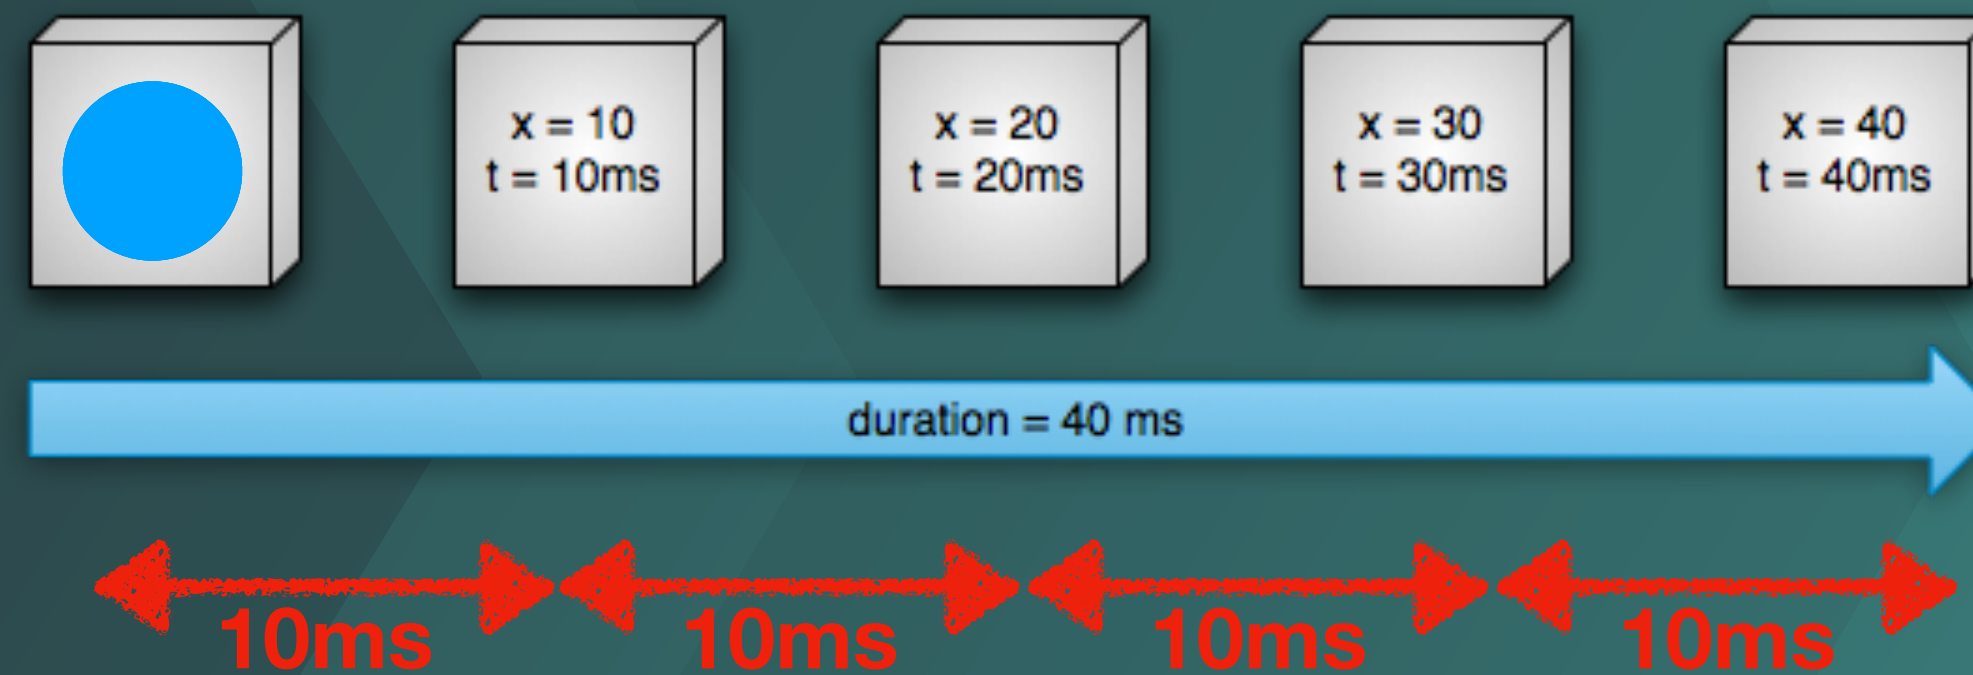 x = 10
t = 10ms
x = 20
t = 20ms
x = 30
t = 30ms
x = 40
t = 40ms
duration = 40 ms
10ms
10ms
10ms
10ms